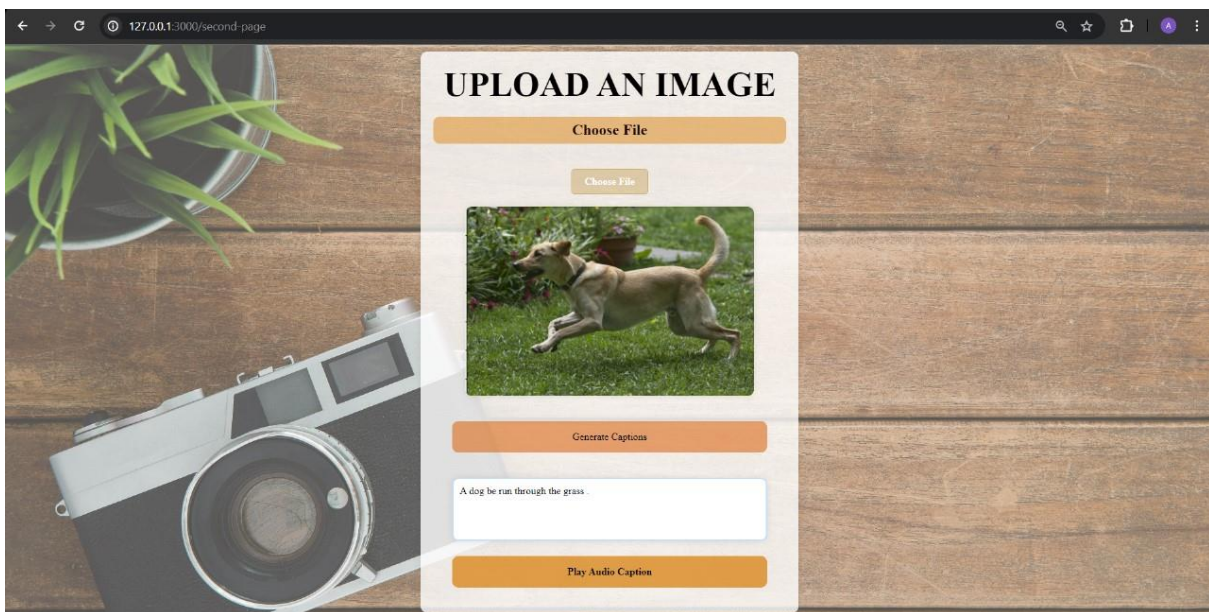 127.0.0.1:3000/second-page
A
UPLOAD AN IMAGE
Choose File
Choose File
Generate Captions
A dog be run through the grass .
Play Audio Caption